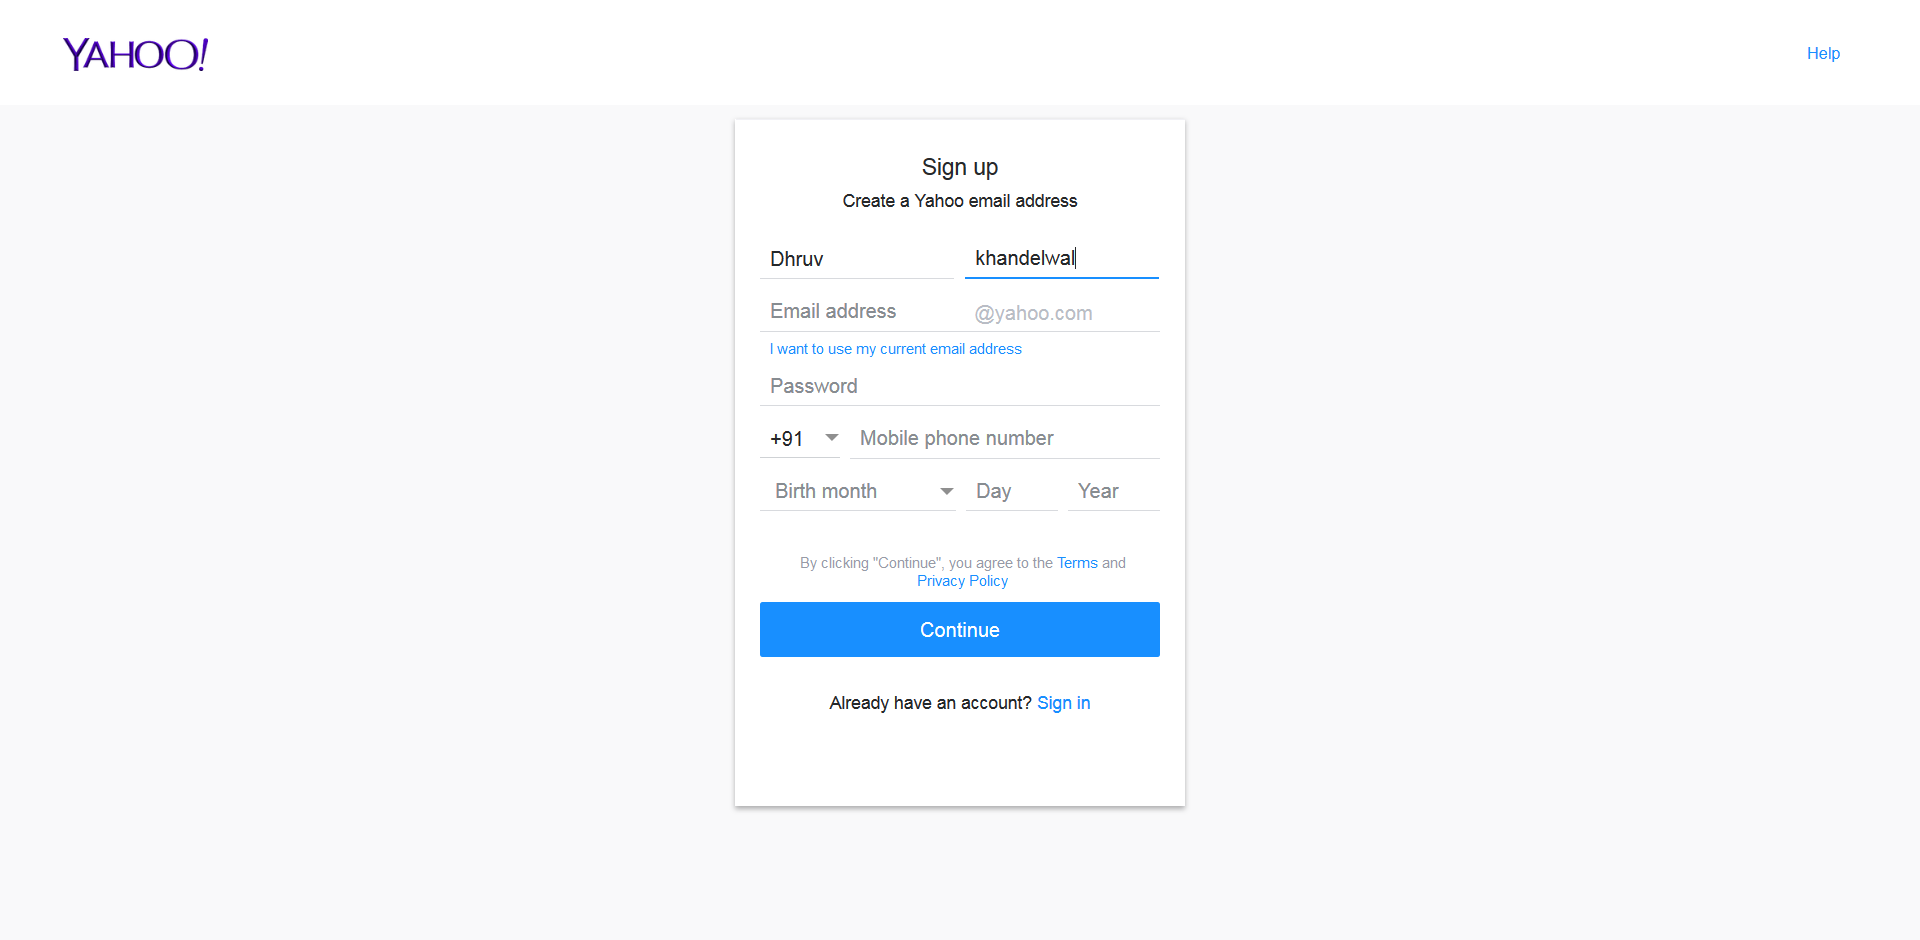 YAHOO!
Help
Sign up
Create a Yahoo email address
Dhruv khandelwal
Email address @yahoo.com
I want to use my current email address
Password
+91 Mobile phone number
Birth month Day Year
By clicking "Continue", you agree to the Terms and
Privacy Policy
Continue
Already have an account? Sign in